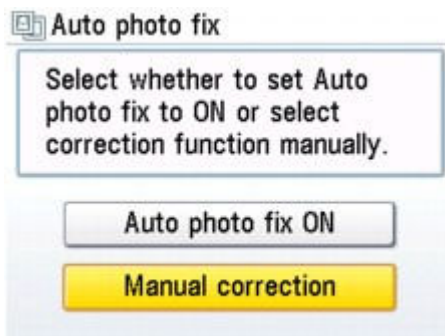 Auto photo fix
Select whether to set Auto
photo fix to ON or select
correction function manually.
Auto photo fix ON
Manual correction